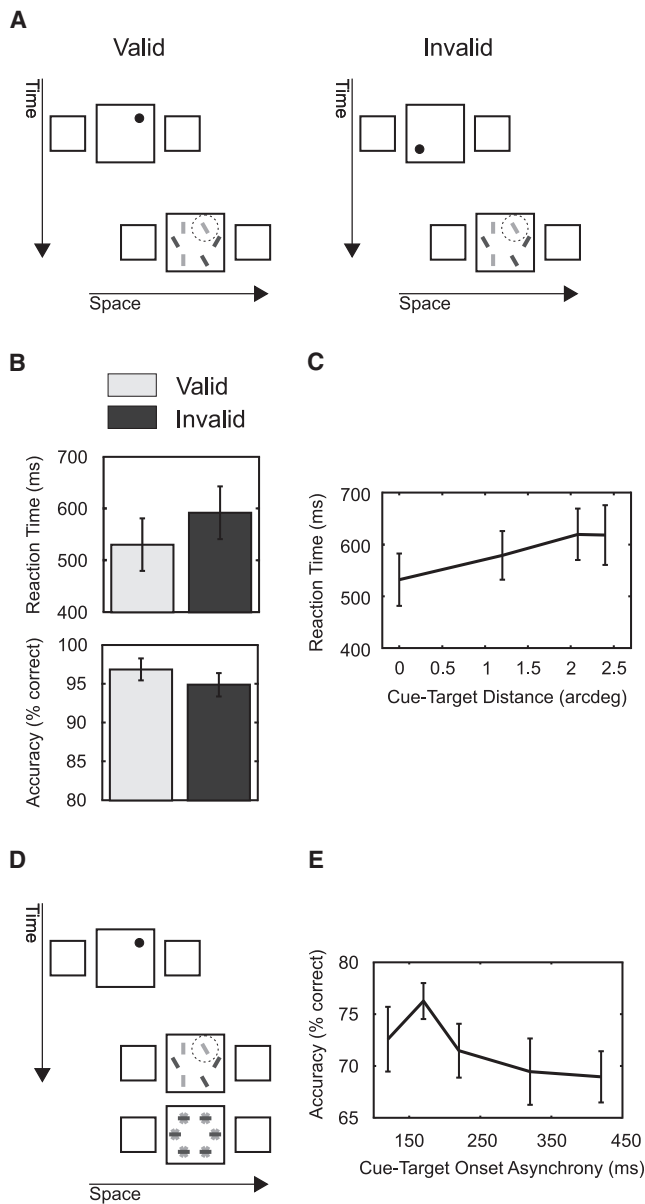 A
Valid
Invalid
Time
Time
Space
Space
B
Valid
Invalid
Reaction Time (ms)
700
600
500
400
Accuracy (% correct)
100
95
90
85
80
C
Reaction Time (ms)
700
600
500
400
0 0.5 1 1.5 2 2.5
Cue-Target Distance (arcdeg)
D
Time
Space
E
Accuracy (% correct)
80
75
70
65
150 250 350 450
Cue-Target Onset Asynchrony (ms)